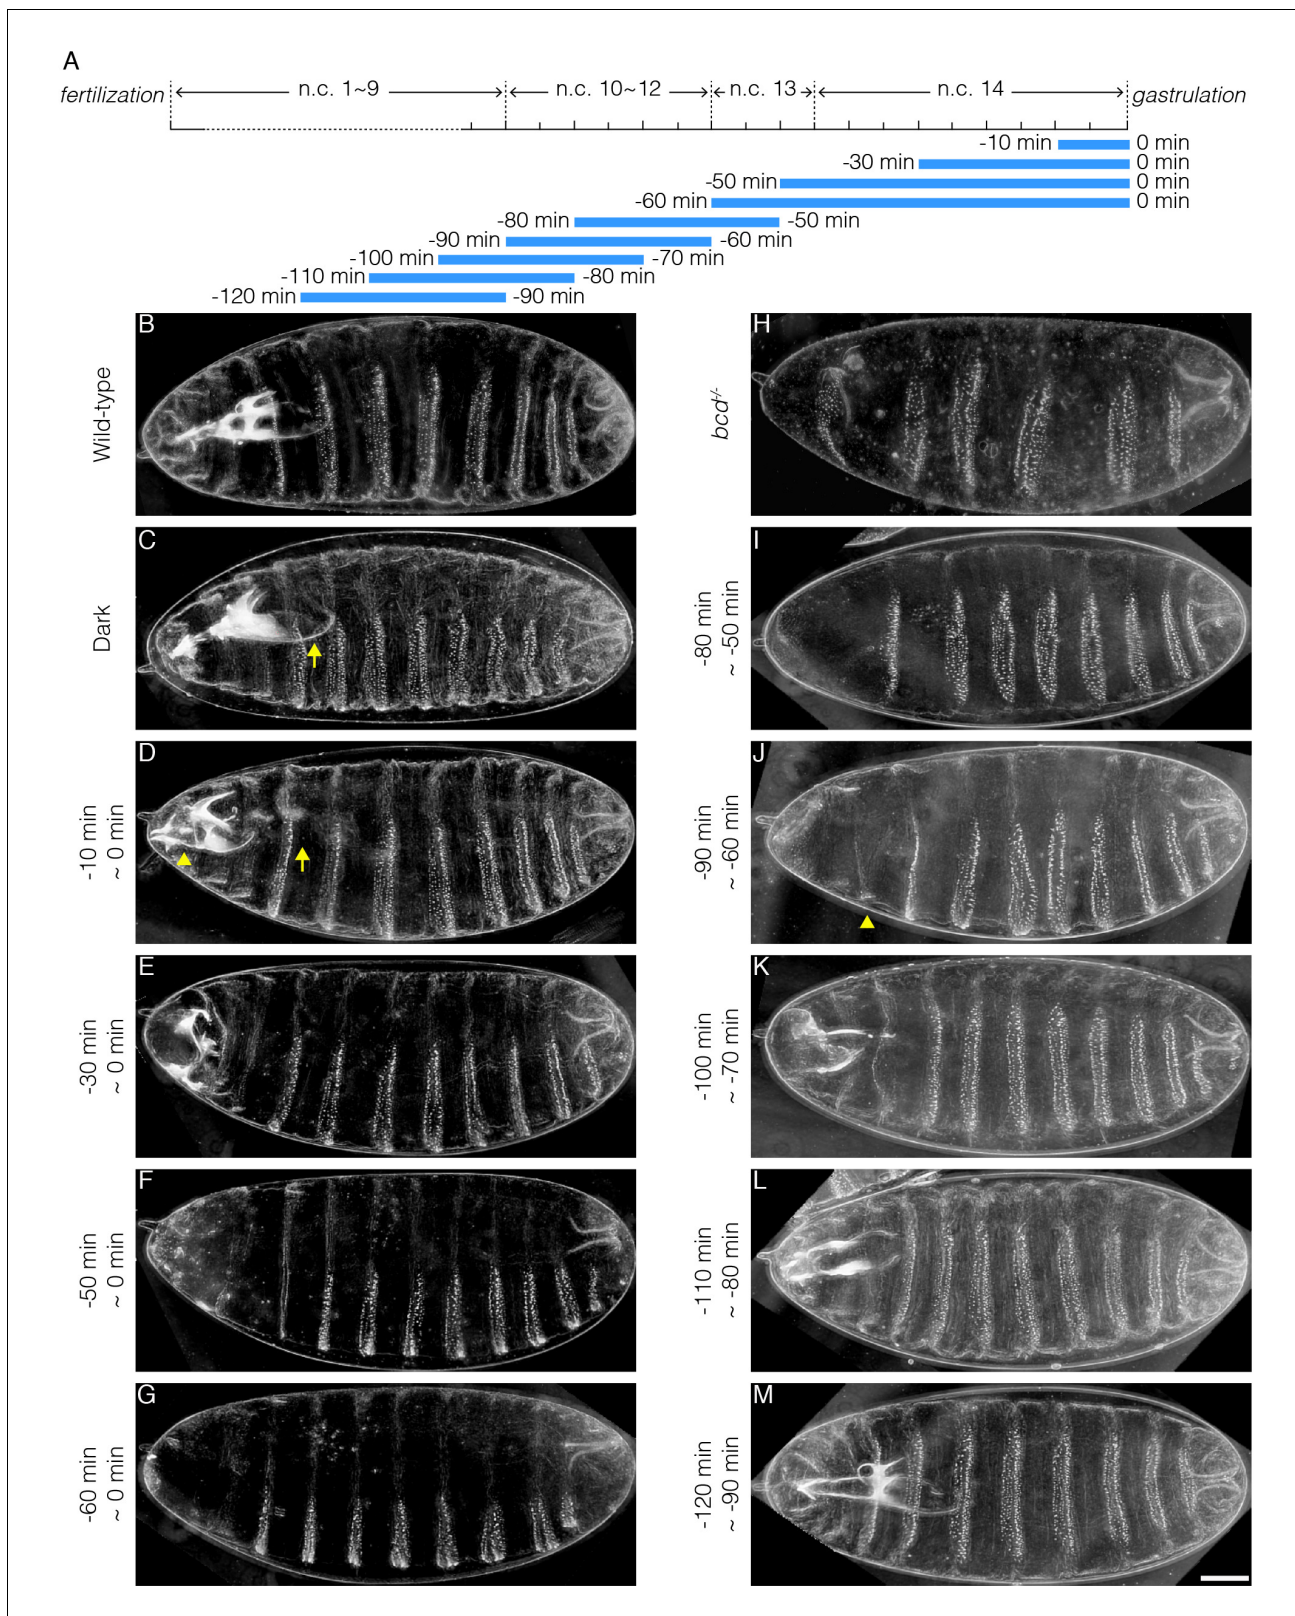 A
fertilization
n.c. 1~9
n.c. 10~12
n.c. 13
n.c. 14
gastrulation
-10 min 0 min
-30 min 0 min
-50 min 0 min
-60 min 0 min
-80 min -50 min
-90 min -60 min
-100 min -70 min
-110 min -80 min
-120 min -90 min
B
Wild-type
C
Dark
D
-10 min
~ 0 min
E
-30 min
~ 0 min
F
-50 min
~ 0 min
G
-60 min
~ 0 min
H
bcd-/-
I
-80 min
~ -50 min
J
-90 min
~ -60 min
K
-100 min
~ -70 min
L
-110 min
~ -80 min
M
-120 min
~ -90 min